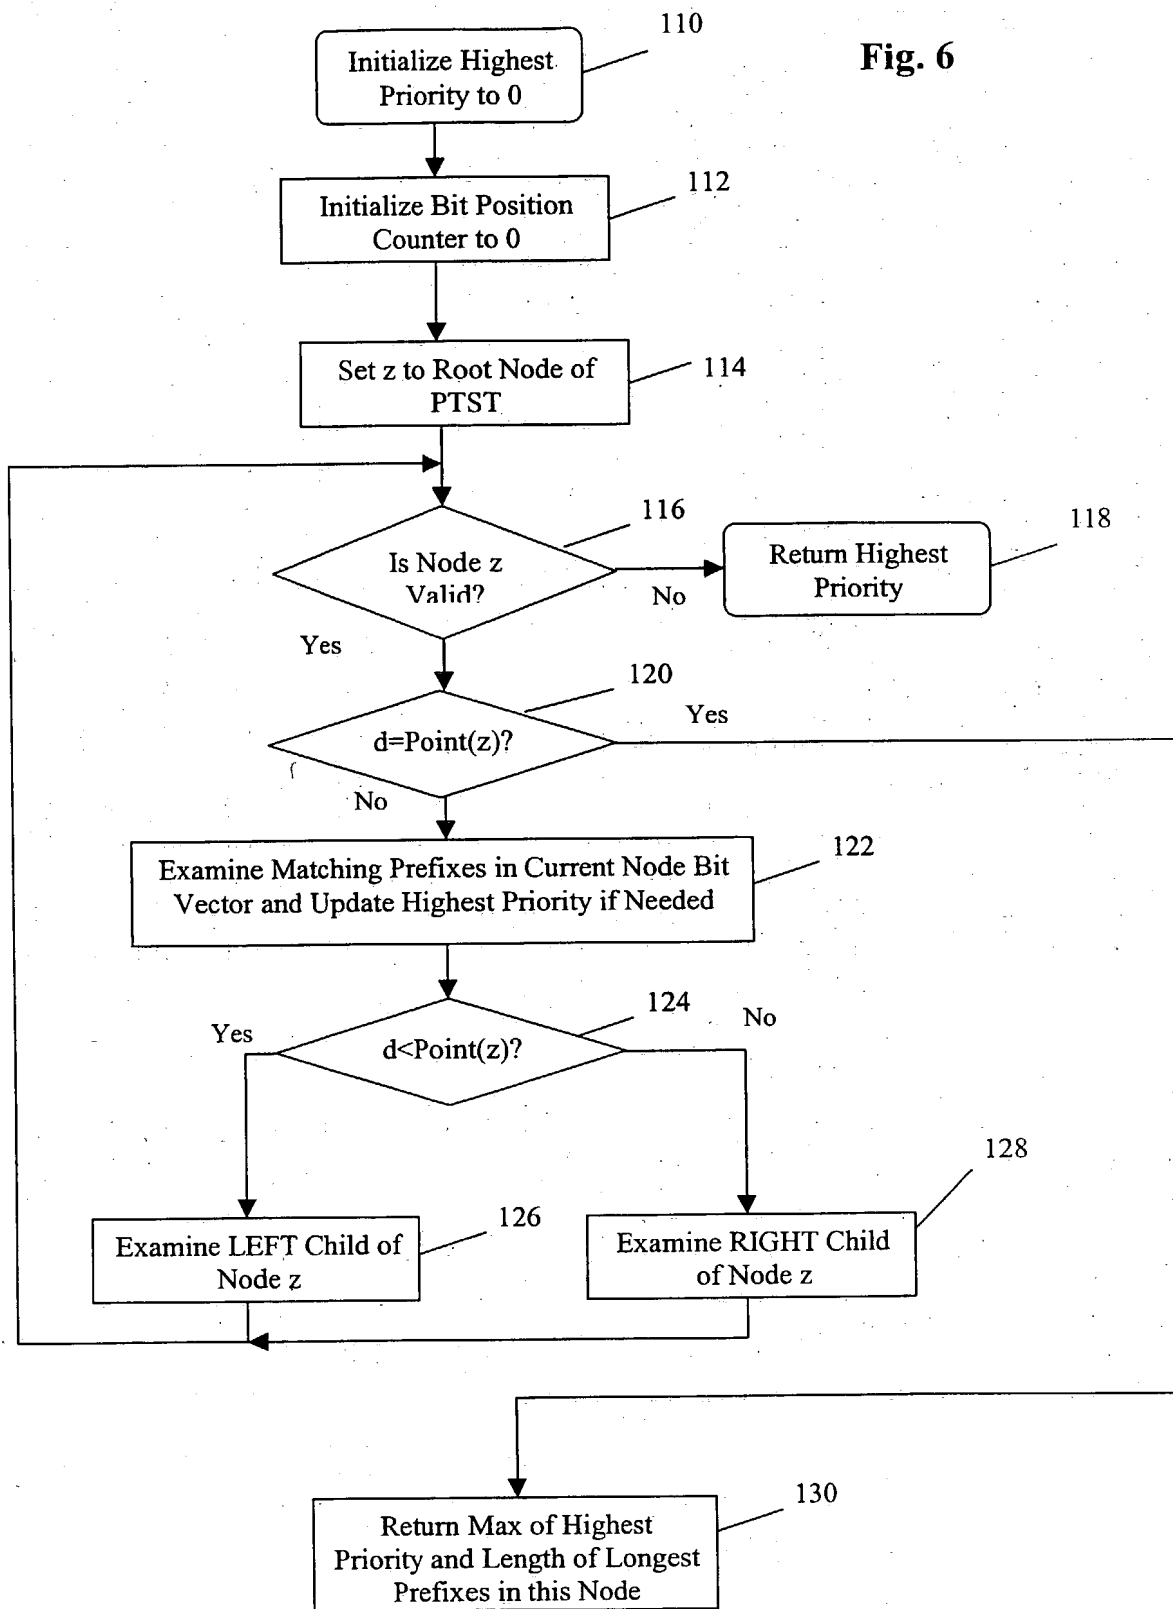 110
Fig. 6
Initialize Highest
Priority to 0
112
Initialize Bit Position
Counter to 0
114
Set z to Root Node of
PTST
116
118
Is Node z
Valid?
Return Highest
Priority
No
Yes
120
Yes
d=Point(z)?
No
122
Examine Matching Prefixes in Current Node Bit
Vector and Update Highest Priority if Needed
124
Yes
No
d<Point(z)?
128
126
Examine LEFT Child of
Node z
Examine RIGHT Child
of Node z
130
Return Max of Highest
Priority and Length of Longest
Prefixes in this Node